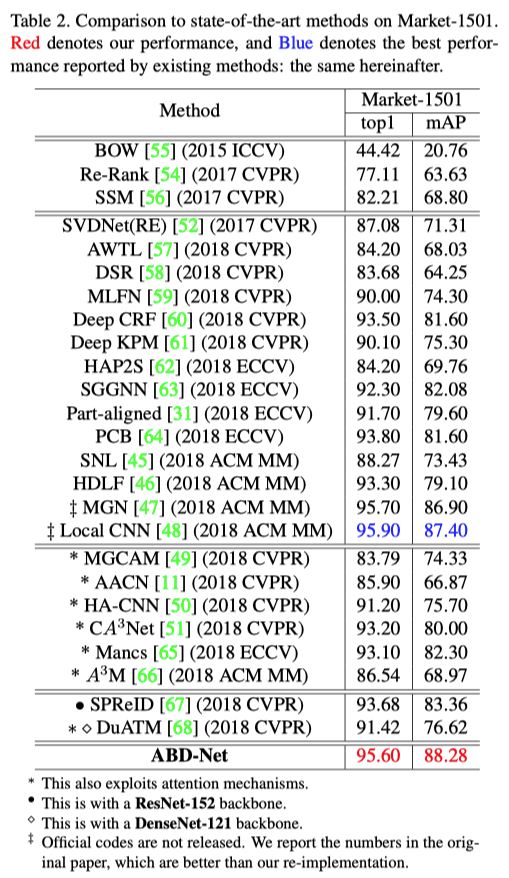 Table 2. Comparison to state-of-the-art methods on Market-1501.
Red denotes our performance, and Blue denotes the best perfor-
mance reported by existing methods: the same hereinafter.
Method Market-1501
top1 mAP
BOW [55] (2015 ICCV) 44.42 20.76
Re-Rank [54] (2017 CVPR) 77.11 63.63
SSM [56] (2017 CVPR) 82.21 68.80
SVDNet(RE) [52] (2017 CVPR) 87.08 71.31
AWTL [57] (2018 CVPR) 84.20 68.03
DSR [58] (2018 CVPR) 83.68 64.25
MLFN [59] (2018 CVPR) 90.00 74.30
Deep CRF [60] (2018 CVPR) 93.50 81.60
Deep KPM [61] (2018 CVPR) 90.10 75.30
HAP2S [62] (2018 ECCV) 84.20 69.76
SGGNN [63] (2018 ECCV) 92.30 82.08
Part-aligned [31] (2018 ECCV) 91.70 79.60
PCB [64] (2018 ECCV) 93.80 81.60
SNL [45] (2018 ACM MM) 88.27 73.43
HDLF [46] (2018 ACM MM) 93.30 79.10
‡ MGN [47] (2018 ACM MM) 95.70 86.90
‡ Local CNN [48] (2018 ACM MM) 95.90 87.40
* MGCAM [49] (2018 CVPR) 83.79 74.33
* AACN [11] (2018 CVPR) 85.90 66.87
* HA-CNN [50] (2018 CVPR) 91.20 75.70
* CA³Net [51] (2018 CVPR) 93.20 80.00
* Mancs [65] (2018 ECCV) 93.10 82.30
* A³M [66] (2018 ACM MM) 86.54 68.97
● SPReID [67] (2018 CVPR) 93.68 83.36
* ⋄ DuATM [68] (2018 CVPR) 91.42 76.62
ABD-Net 95.60 88.28
* This also exploits attention mechanisms.
● This is with a ResNet-152 backbone.
⋄ This is with a DenseNet-121 backbone.
‡ Official codes are not released. We report the numbers in the orig-
inal paper, which are better than our re-implementation.